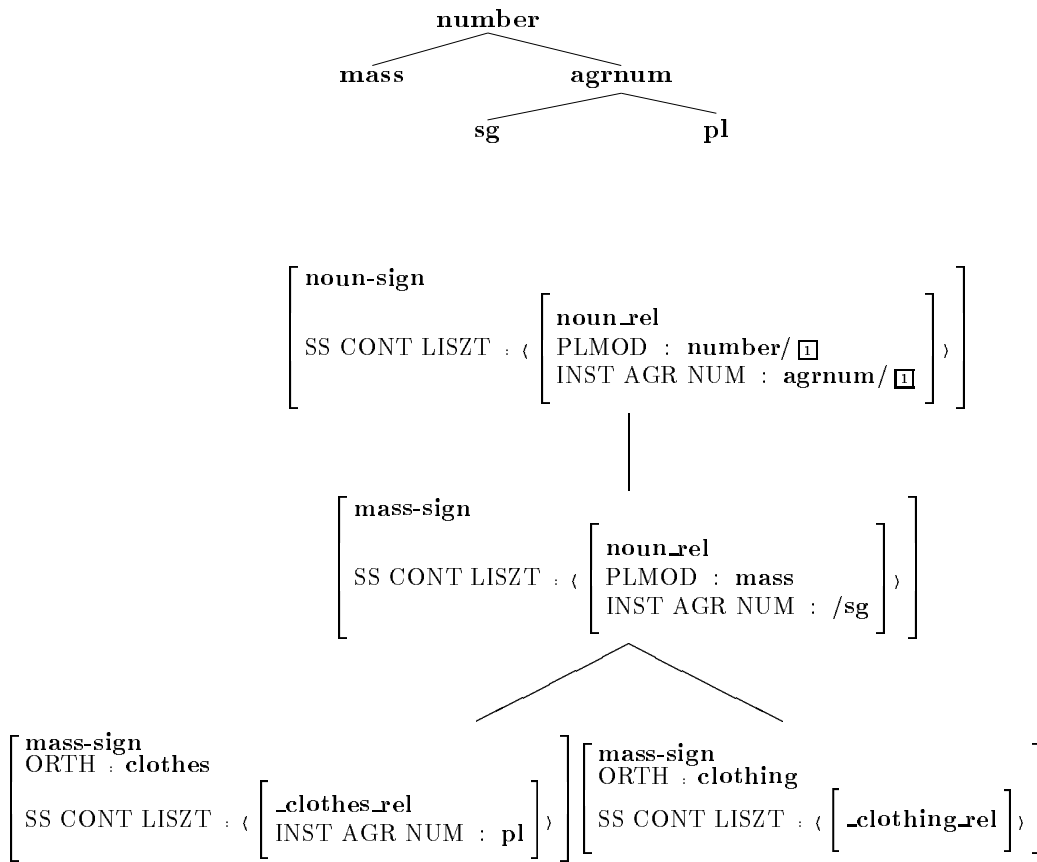 number
mass agrnum
sg pl
noun-sign
noun_rel
SS CONT LISZT : ⟨ PLMOD : number/ 1 ⟩
INST AGR NUM : agrnum/ 1
mass-sign
noun_rel
SS CONT LISZT : ⟨ PLMOD : mass ⟩
INST AGR NUM : /sg
mass-sign
ORTH : clothes
_clothes_rel
SS CONT LISZT : ⟨ INST AGR NUM : pl ⟩
mass-sign
ORTH : clothing
SS CONT LISZT : ⟨ _clothing_rel ⟩